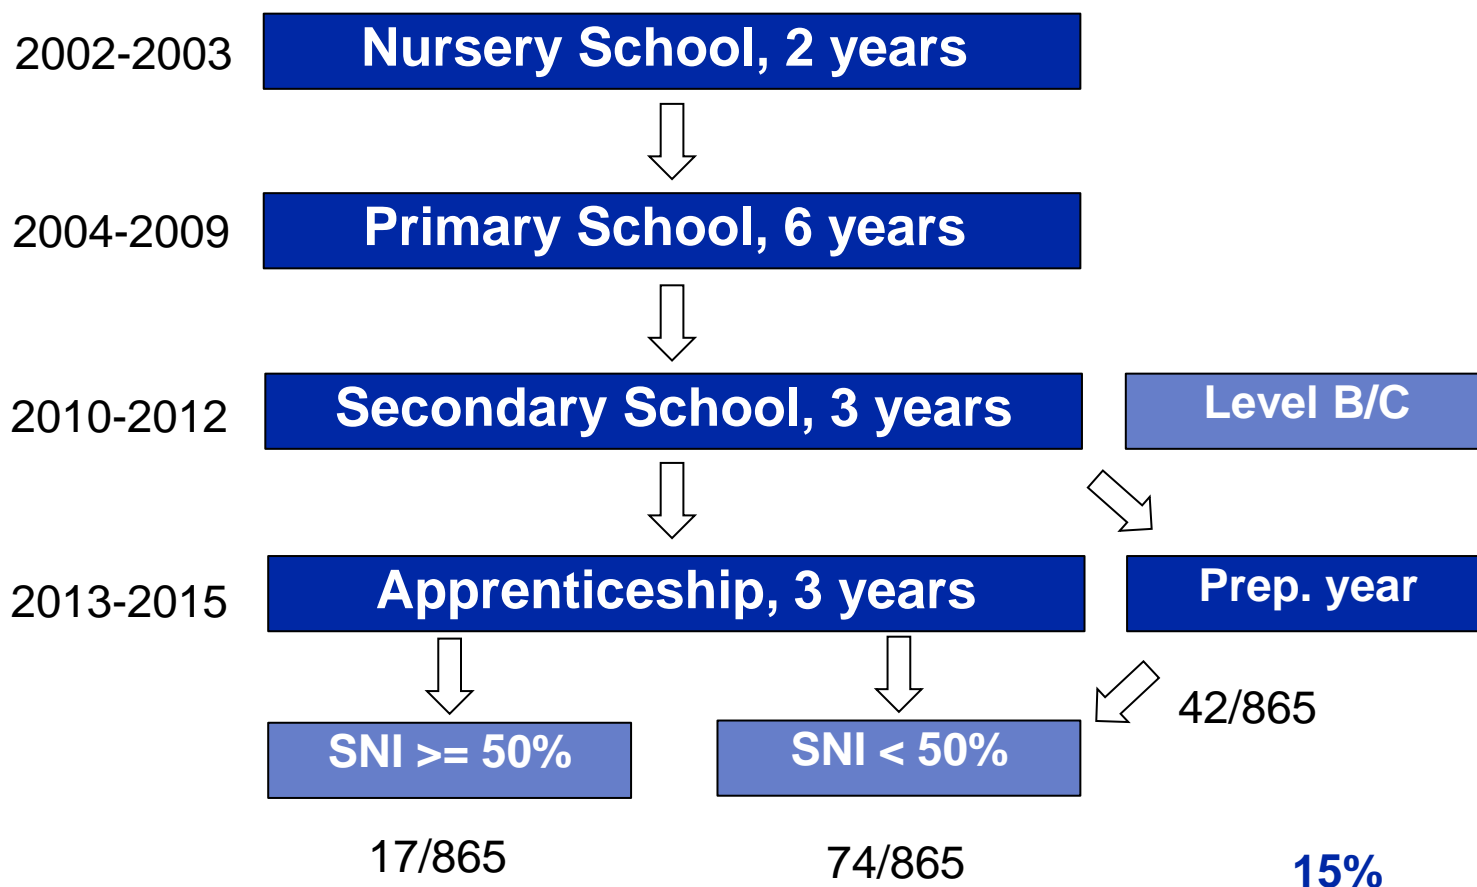 2002-2003
Nursery School, 2 years
2004-2009
Primary School, 6 years
2010-2012
Secondary School, 3 years
Level B/C
2013-2015
Apprenticeship, 3 years
Prep. year
42/865
SNI >= 50%
SNI < 50%
17/865
74/865
15%